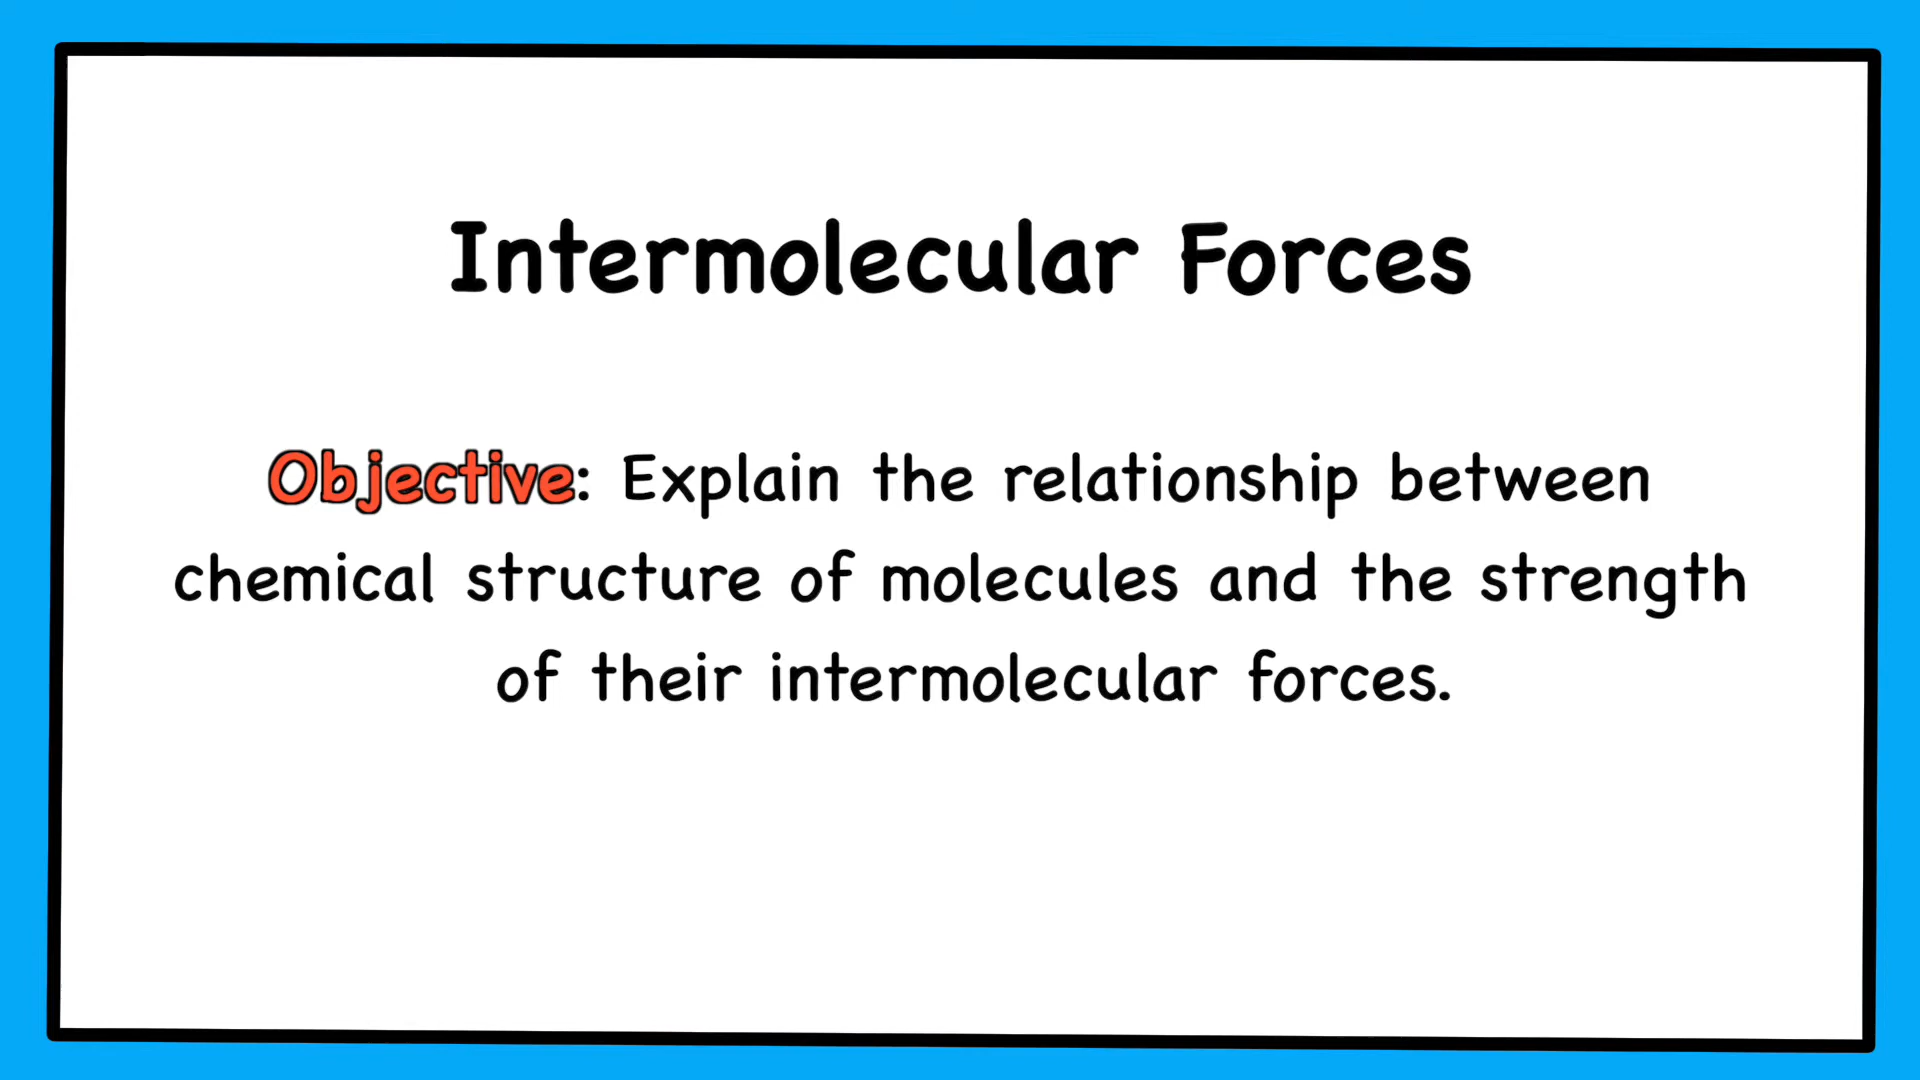 Intermolecular Forces
Objective: Explain the relationship between
chemical structure of molecules and the strength
of their intermolecular forces.